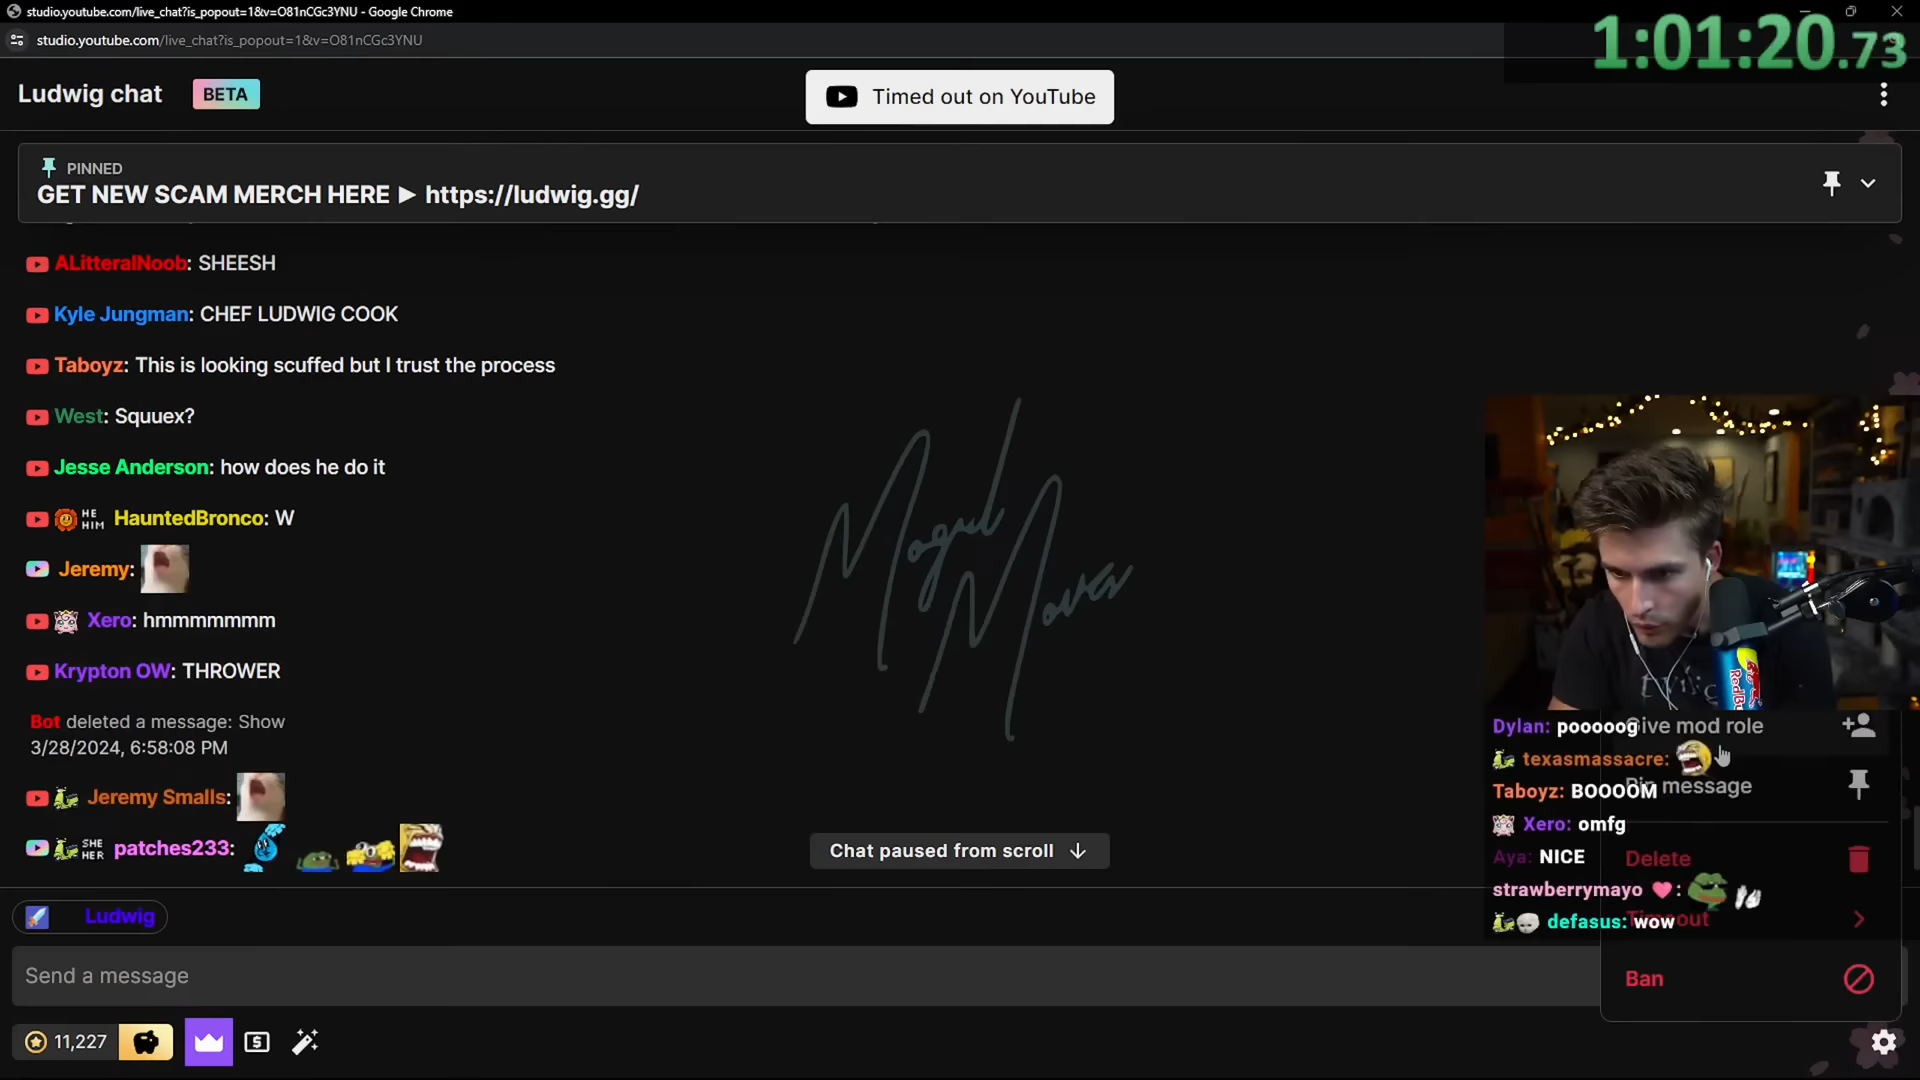 studio.youtube.com/live_chat?is_popout=1&v=O81nCGc3YNU - Google Chrome
studio.youtube.com/live_chat?is_popout=1&v=O81nCGc3YNU
1:01:20.73
Ludwig chat BETA
Timed out on YouTube
PINNED
GET NEW SCAM MERCH HERE ► https://ludwig.gg/
ALitteralNoob: SHEESH
Kyle Jungman: CHEF LUDWIG COOK
Taboyz: This is looking scuffed but I trust the process
West: Squuex?
Jesse Anderson: how does he do it
HE HIM HauntedBronco: W
Jeremy:
Xero: hmmmmmmm
Krypton OW: THROWER
Bot deleted a message: Show
3/28/2024, 6:58:08 PM
Jeremy Smalls:
SHE HER patches233:
Mogul Moves
Chat paused from scroll
Ludwig
Send a message
11,227
Dylan: pooooog
Give mod role
texasmassacre:
Pin message
Taboyz: BOOOOM
Xero: omfg
Aya: NICE
Delete
strawberrymayo :
defasus: wow
Timeout
Ban